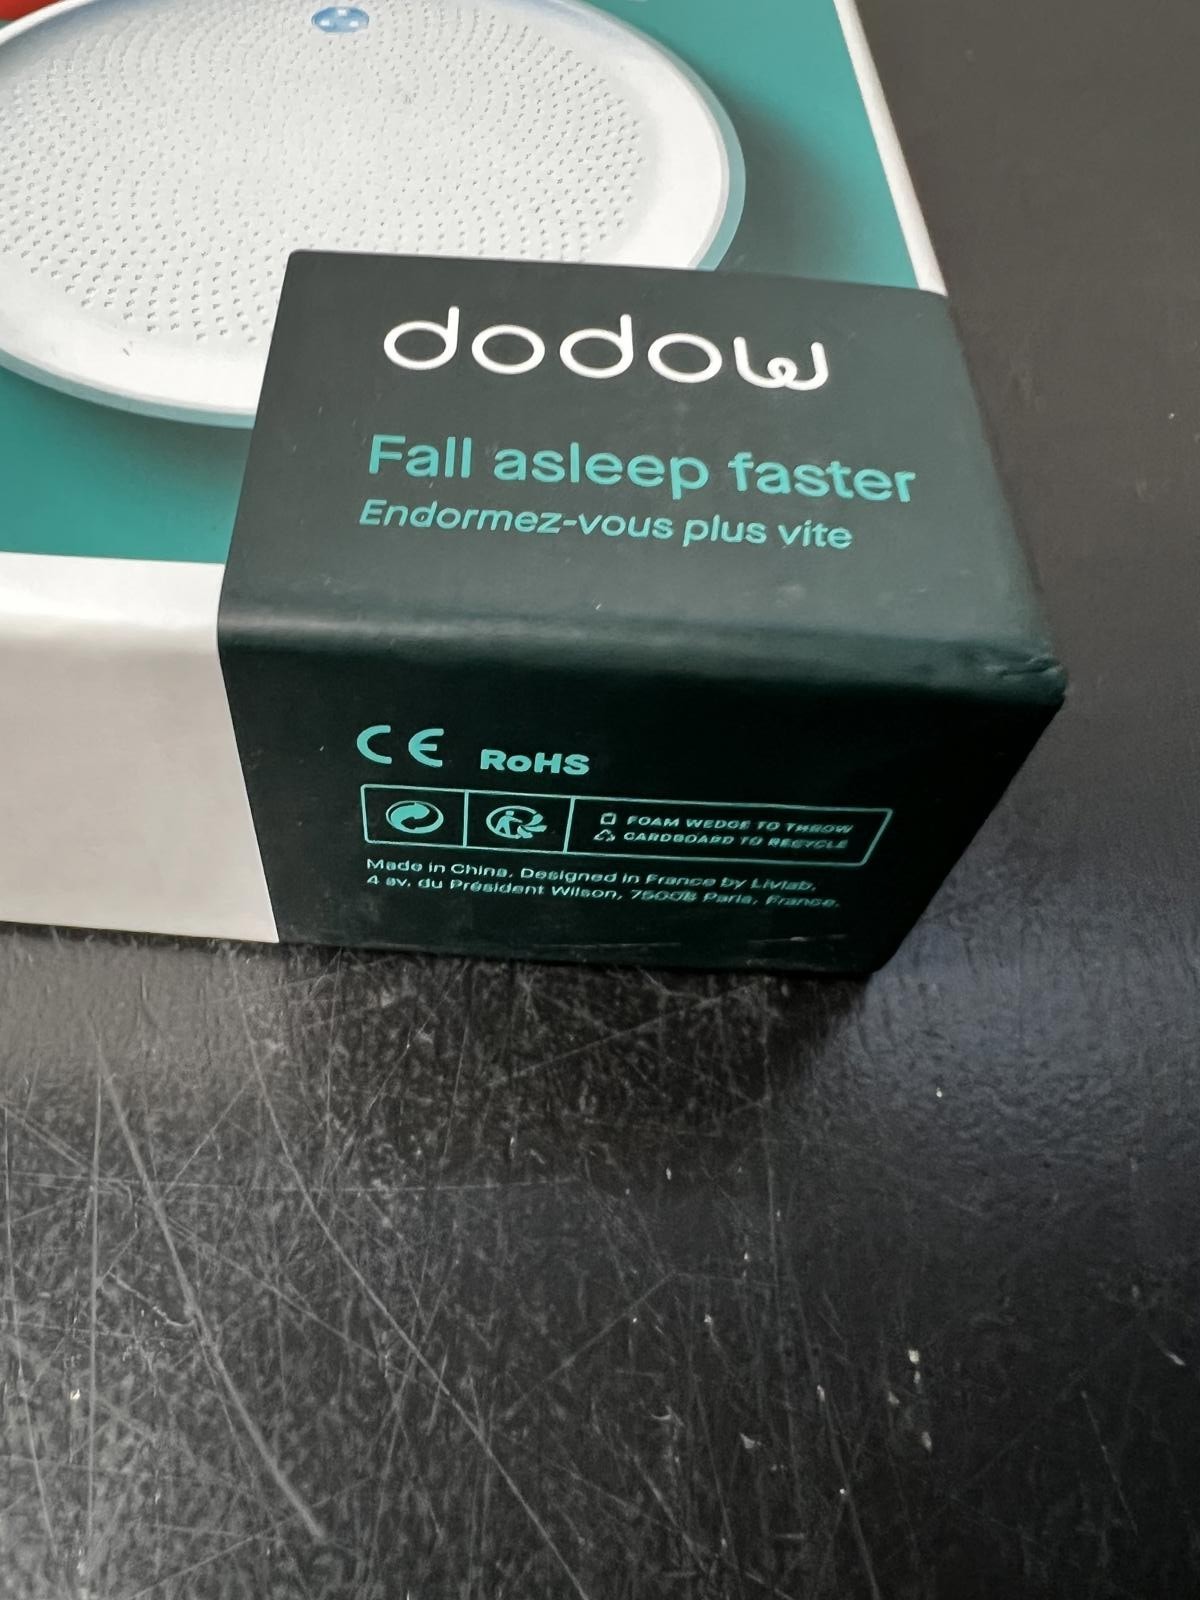 dodow
Fall asleep faster
Endormez-vous plus vite
CE RoHS
FOAM WEDGE TO THROW
CARDBOARD TO RECYCLE
Made in China. Designed in France by Livlab.
4 av. du Président Wilson, Paris, France.